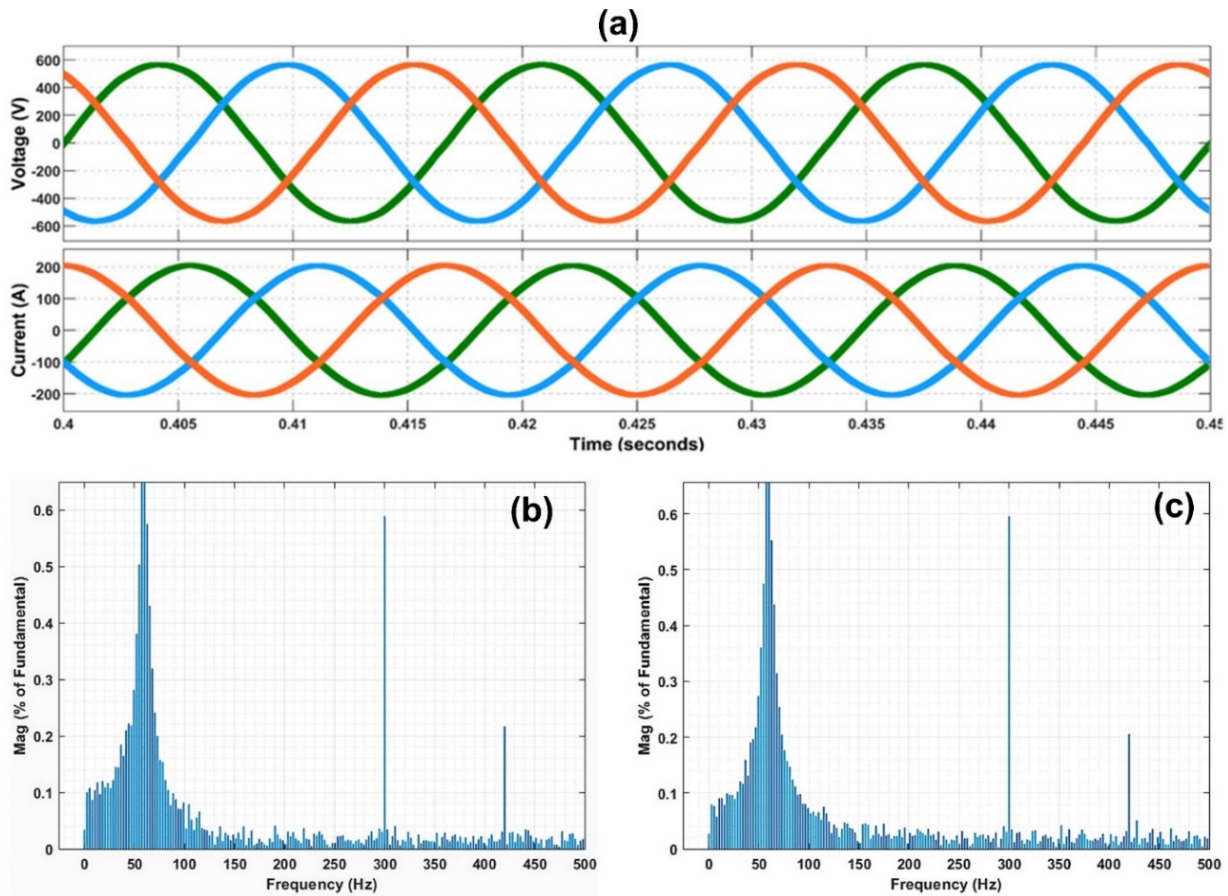 (a)
Voltage (V)
600
400
200
0
-200
-400
-600
Current (A)
200
100
0
-100
-200
0.4 0.405 0.41 0.415 0.42 0.425 0.43 0.435 0.44 0.445 0.45
Time (seconds)
(b)
Mag (% of Fundamental)
0.6
0.5
0.4
0.3
0.2
0.1
0
0 50 100 150 200 250 300 350 400 450 500
Frequency (Hz)
(c)
Mag (% of Fundamental)
0.6
0.5
0.4
0.3
0.2
0.1
0
0 50 100 150 200 250 300 350 400 450 500
Frequency (Hz)